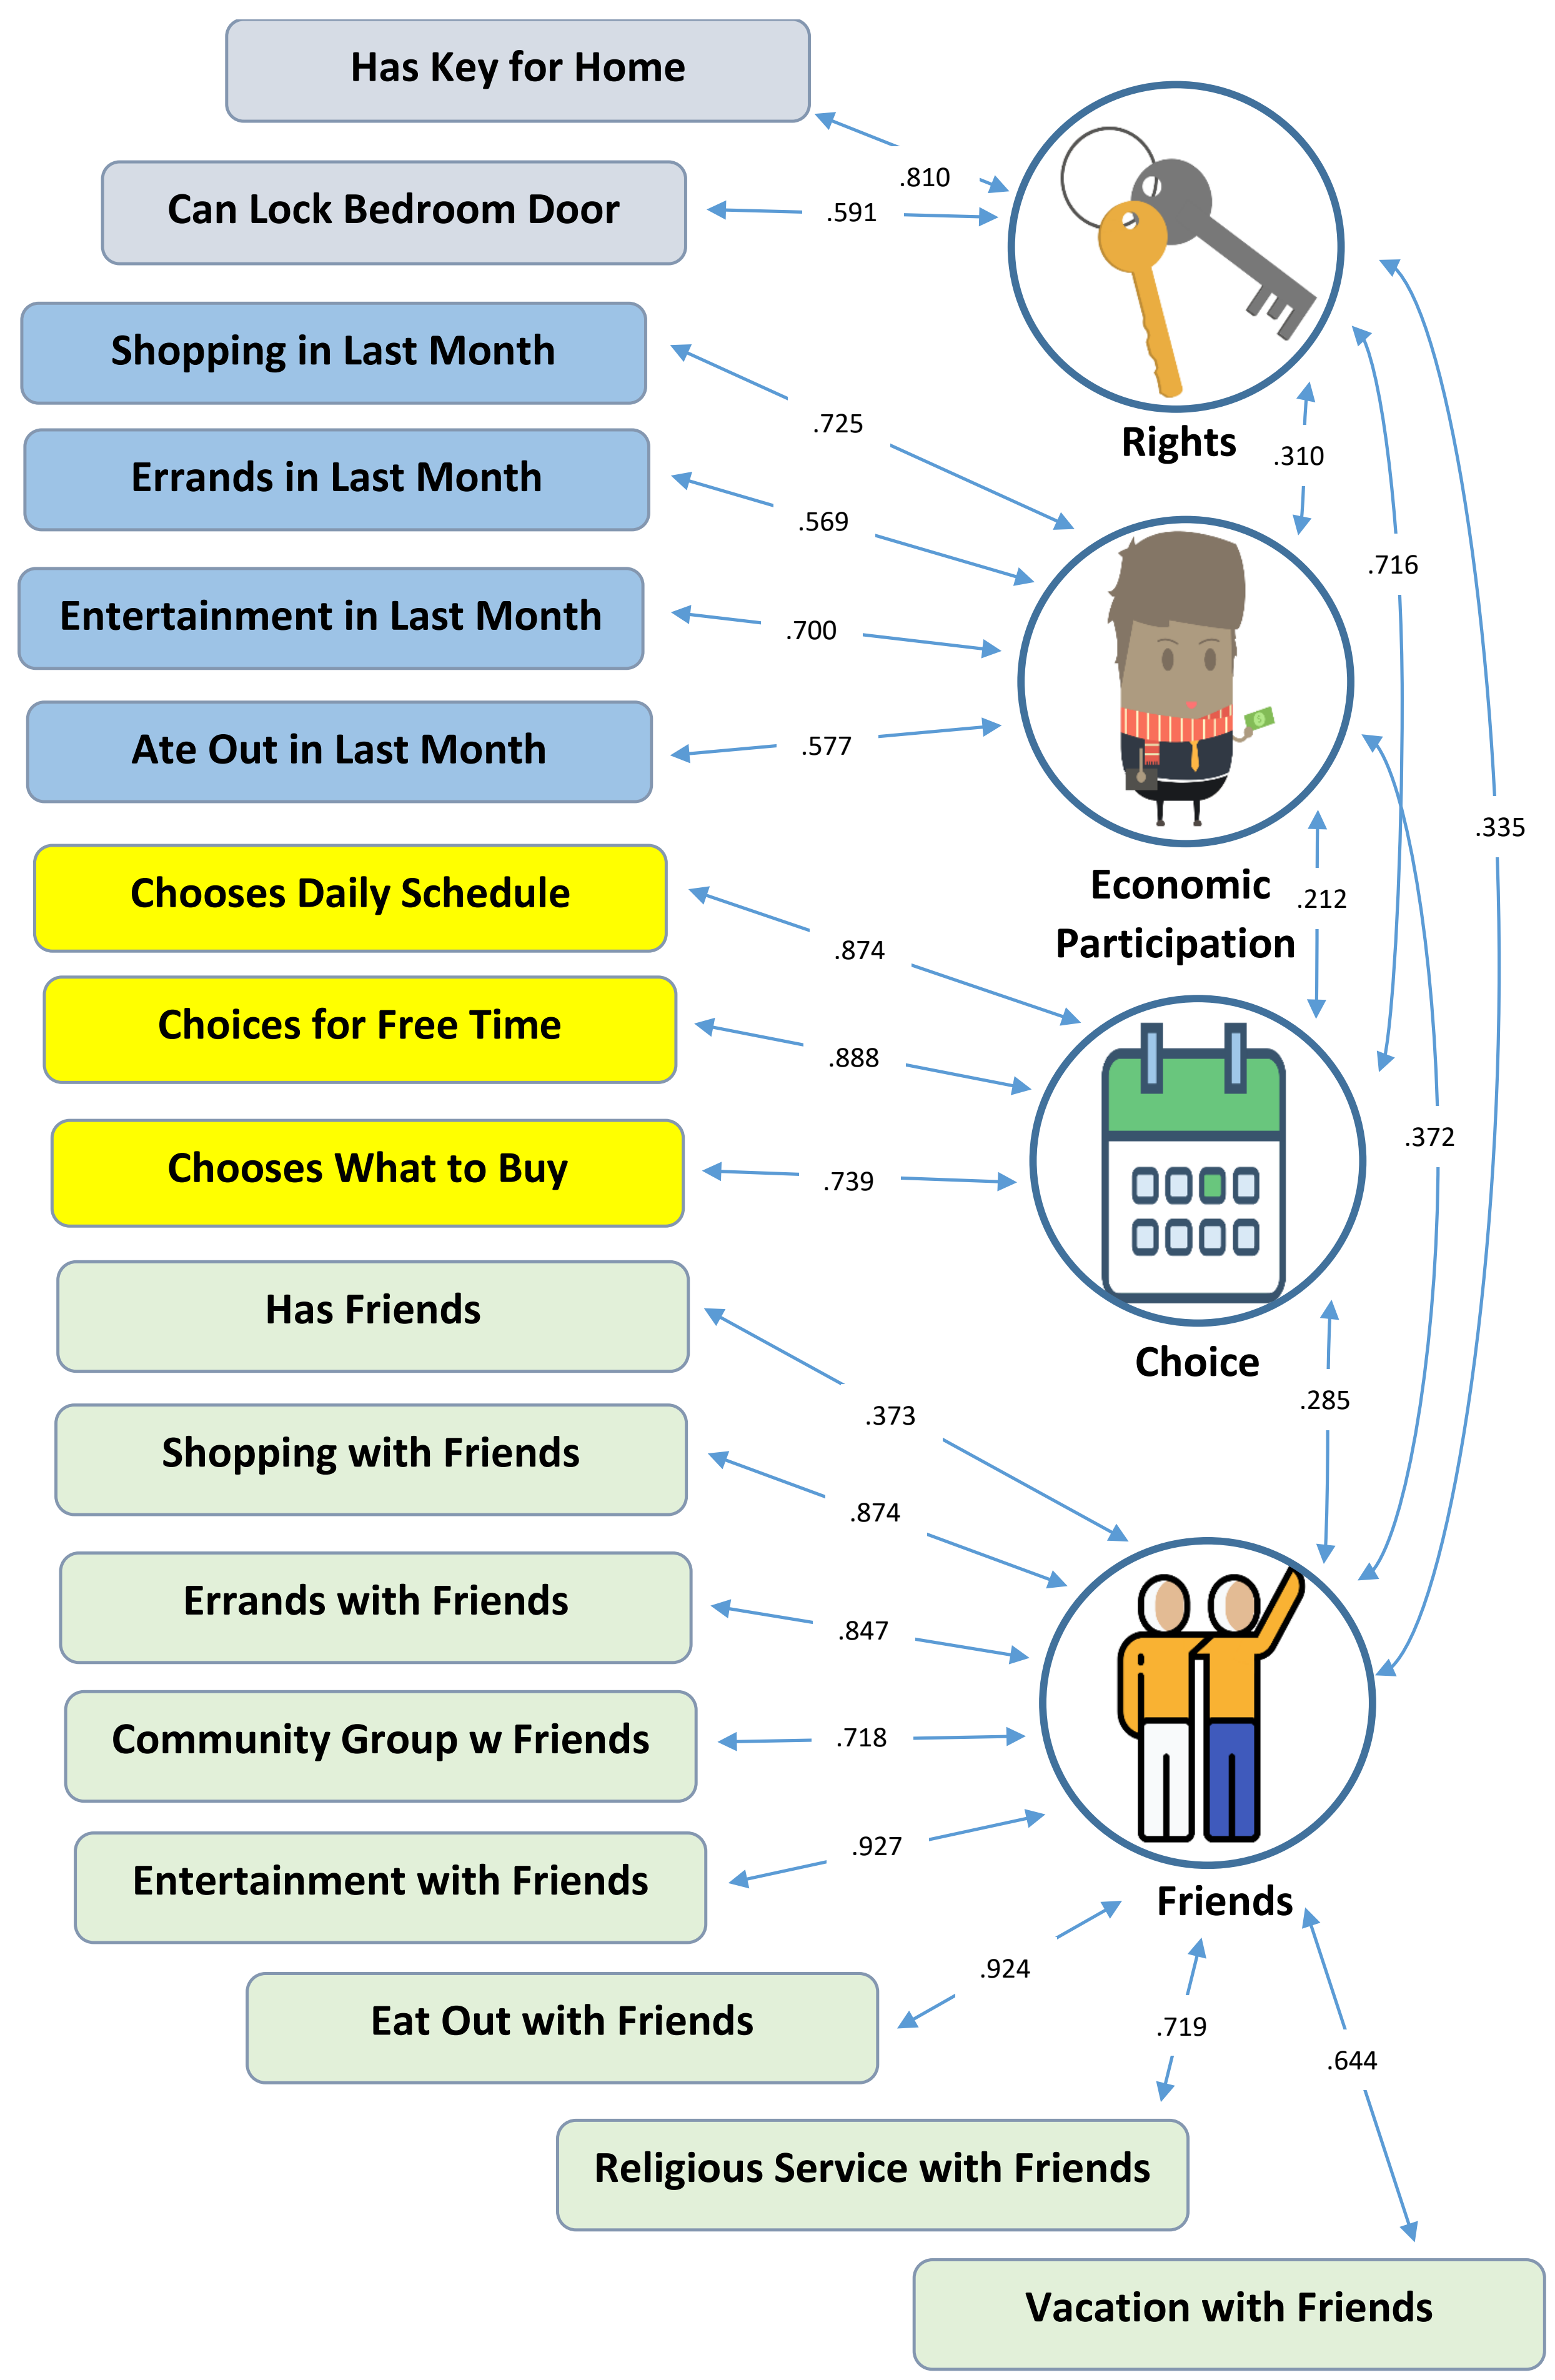 Has Key for Home
.810
Can Lock Bedroom Door
.591
Shopping in Last Month
.725
Rights
.310
Errands in Last Month
.569
.716
Entertainment in Last Month
.700
Ate Out in Last Month
.577
.335
Chooses Daily Schedule
.874
Economic
Participation
.212
Choices for Free Time
.888
Chooses What to Buy
.739
.372
Has Friends
.373
Choice
.285
Shopping with Friends
.874
Errands with Friends
.847
Community Group w Friends
.718
Entertainment with Friends
.927
Friends
.924
Eat Out with Friends
.719
.644
Religious Service with Friends
Vacation with Friends